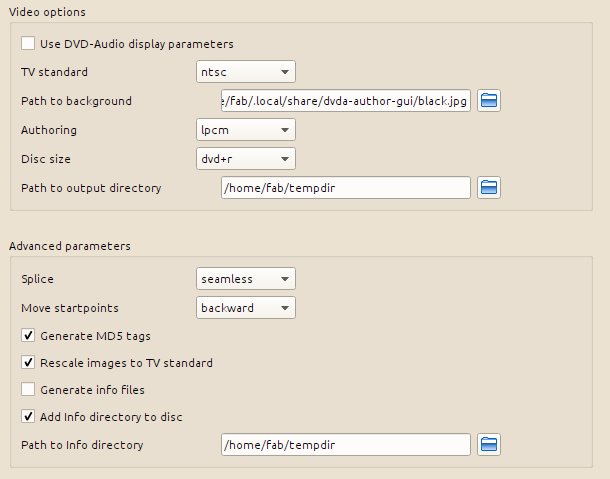 Video options
Use DVD-Audio display parameters
TV standard ntsc
Path to background e/fab/.local/share/dvda-author-gui/black.jpg
Authoring lpcm
Disc size dvd+r
Path to output directory /home/fab/tempdir
Advanced parameters
Splice seamless
Move startpoints backward
Generate MD5 tags
Rescale images to TV standard
Generate info files
Add Info directory to disc
Path to Info directory /home/fab/tempdir